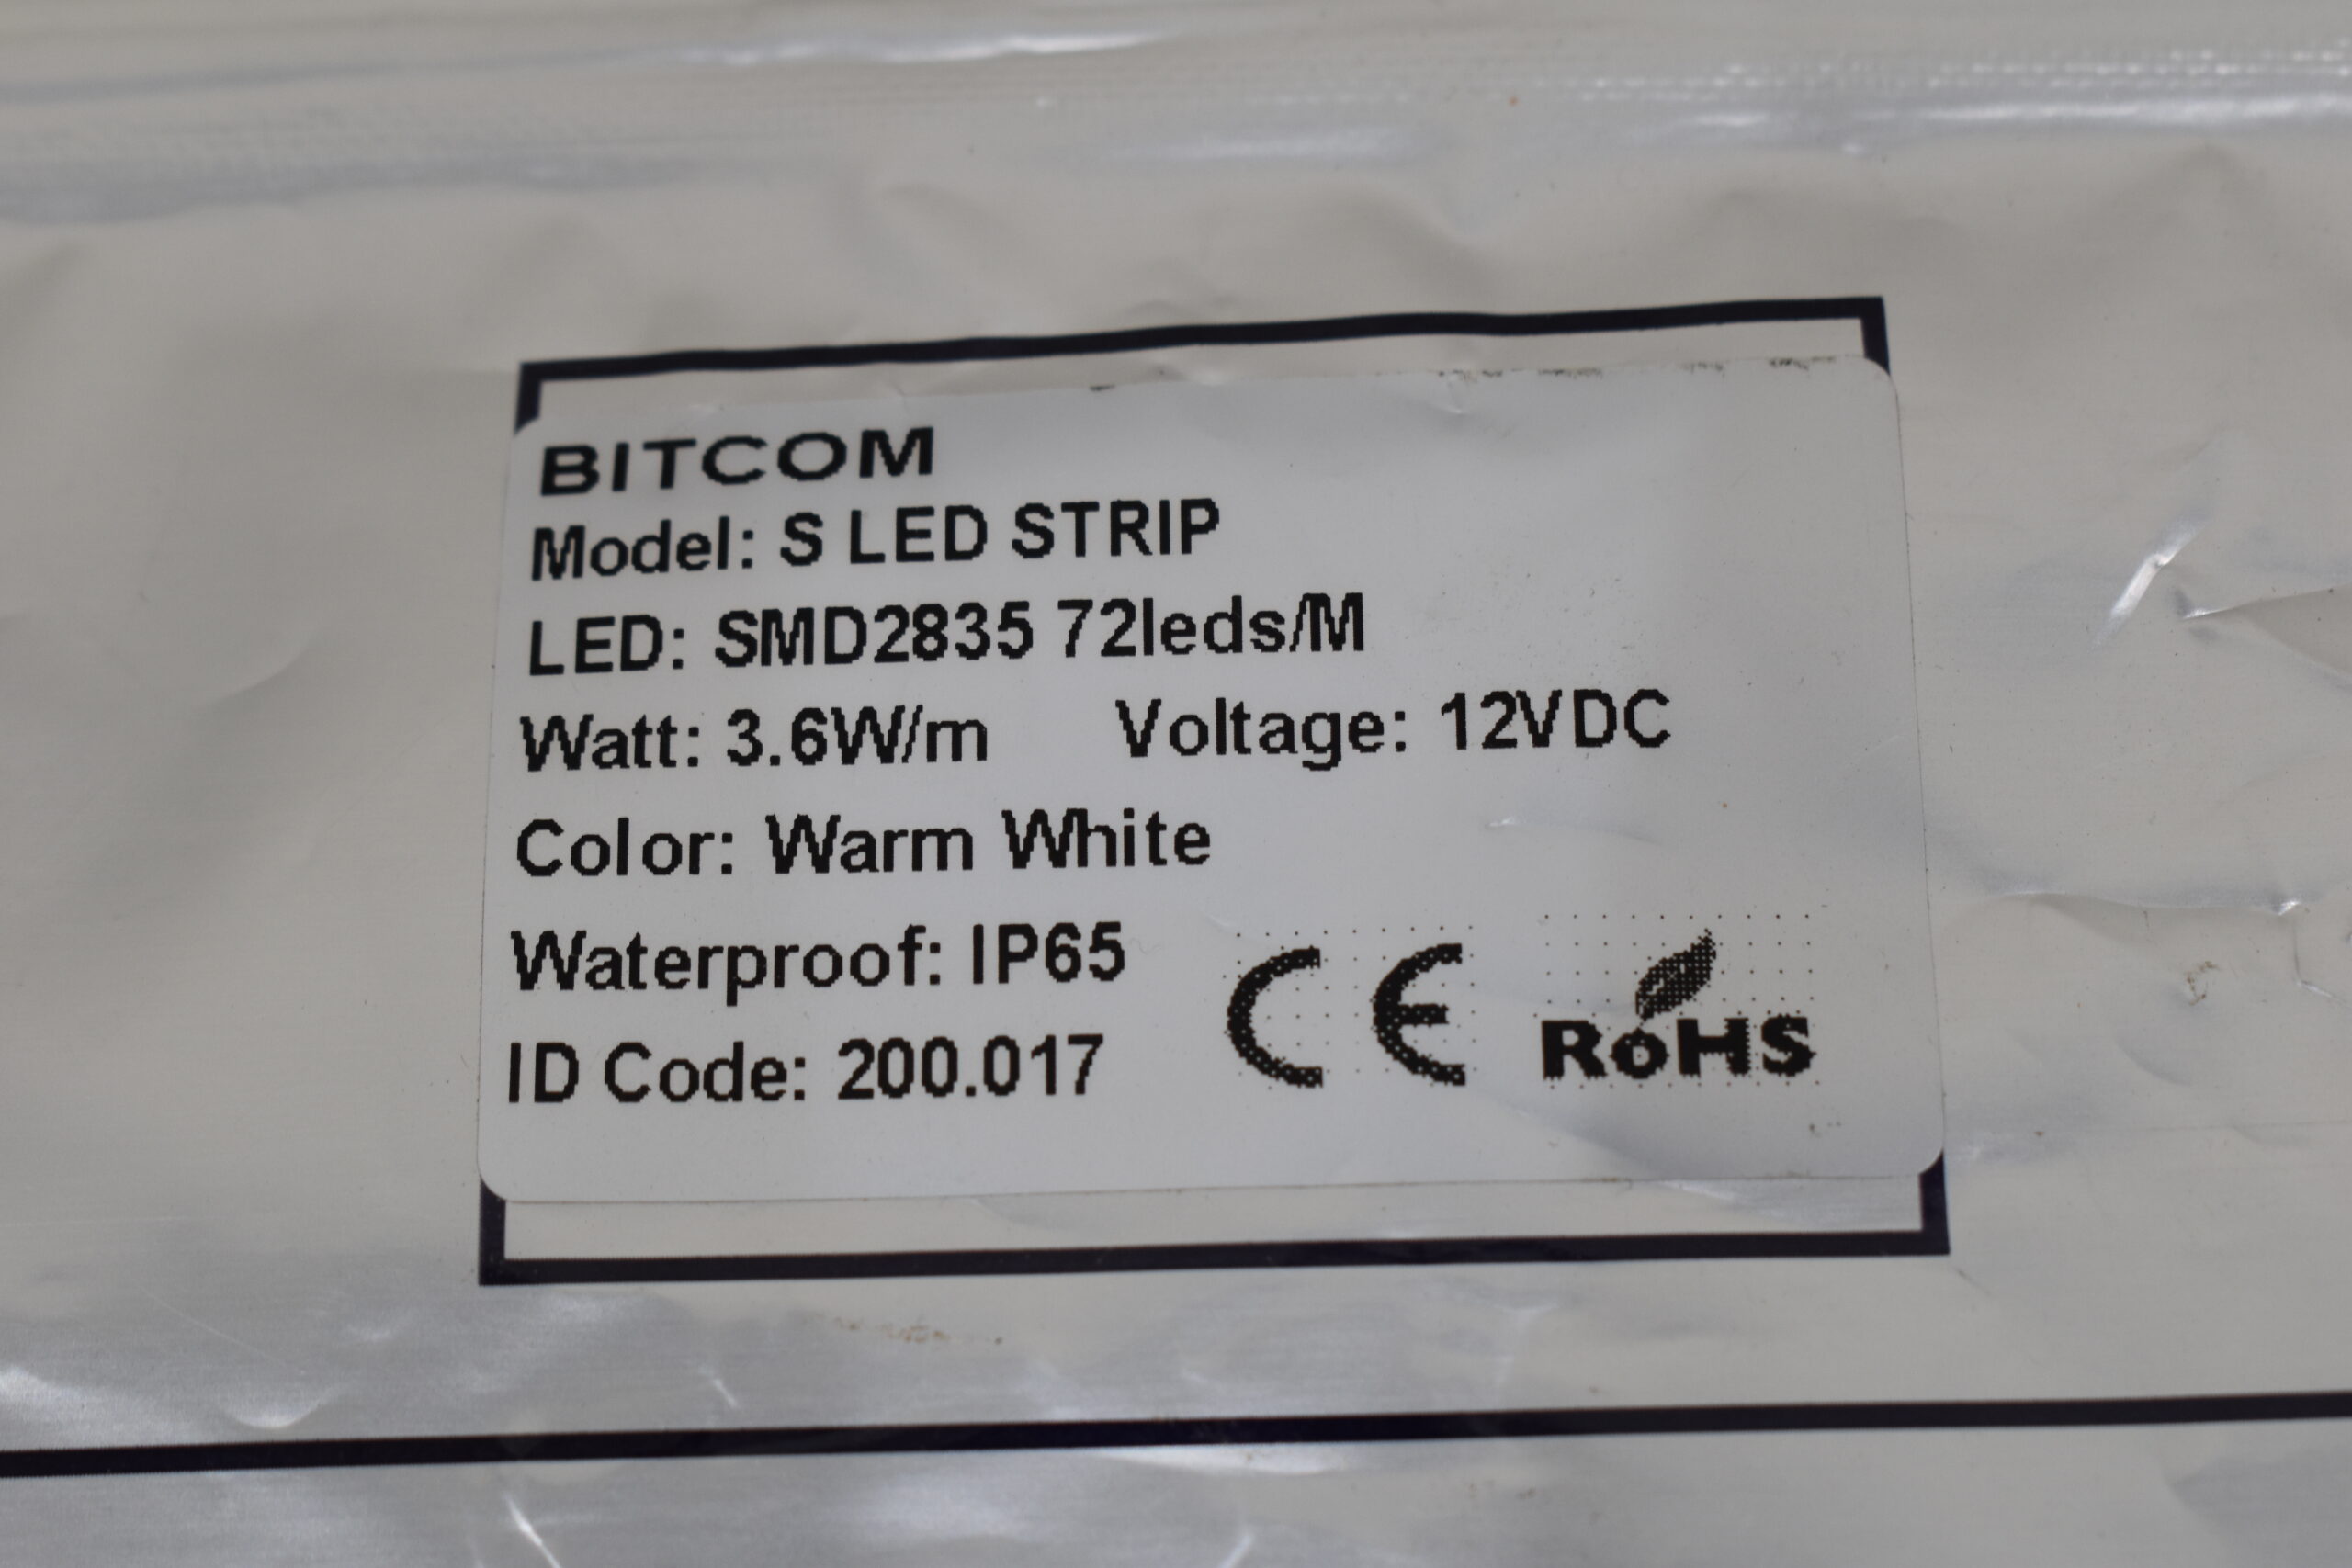 BITCOM
Model: S LED STRIP
LED: SMD2835 72leds/M
Watt: 3.6W/m Voltage: 12VDC
Color: Warm White
Waterproof: IP65
ID Code: 200.017 CE RoHS